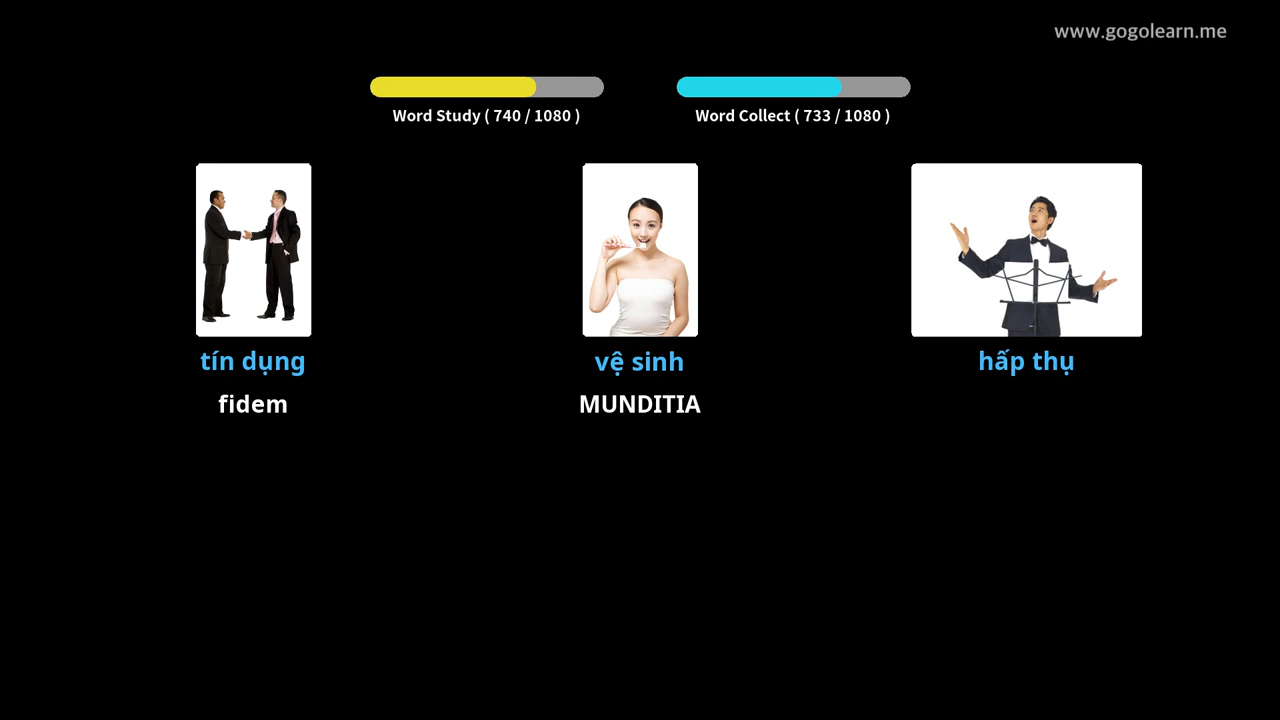 www.gogolearn.me
Word Study ( 740 / 1080 )
Word Collect ( 733 / 1080 )
tín dụng
vệ sinh
hấp thụ
fidem
MUNDITIA